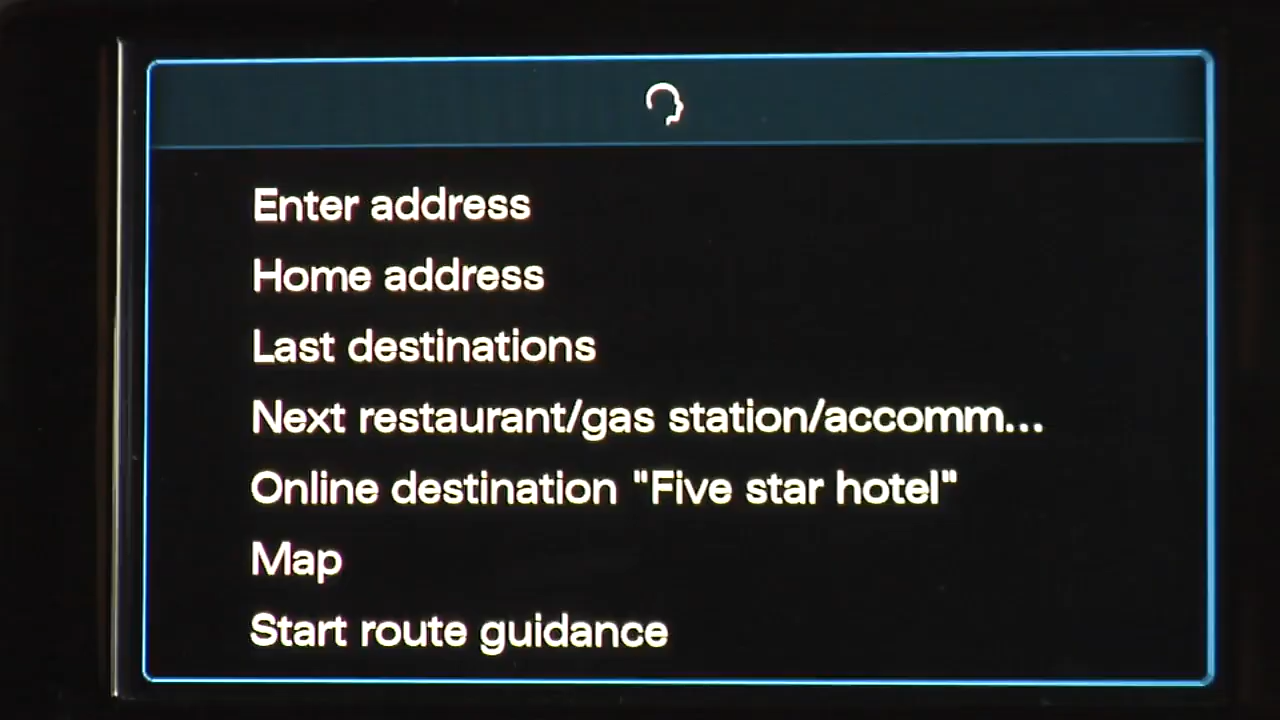 Enter address
Home address
Last destinations
Next restaurant/gas station/accomm...
Online destination "Five star hotel"
Map
Start route guidance